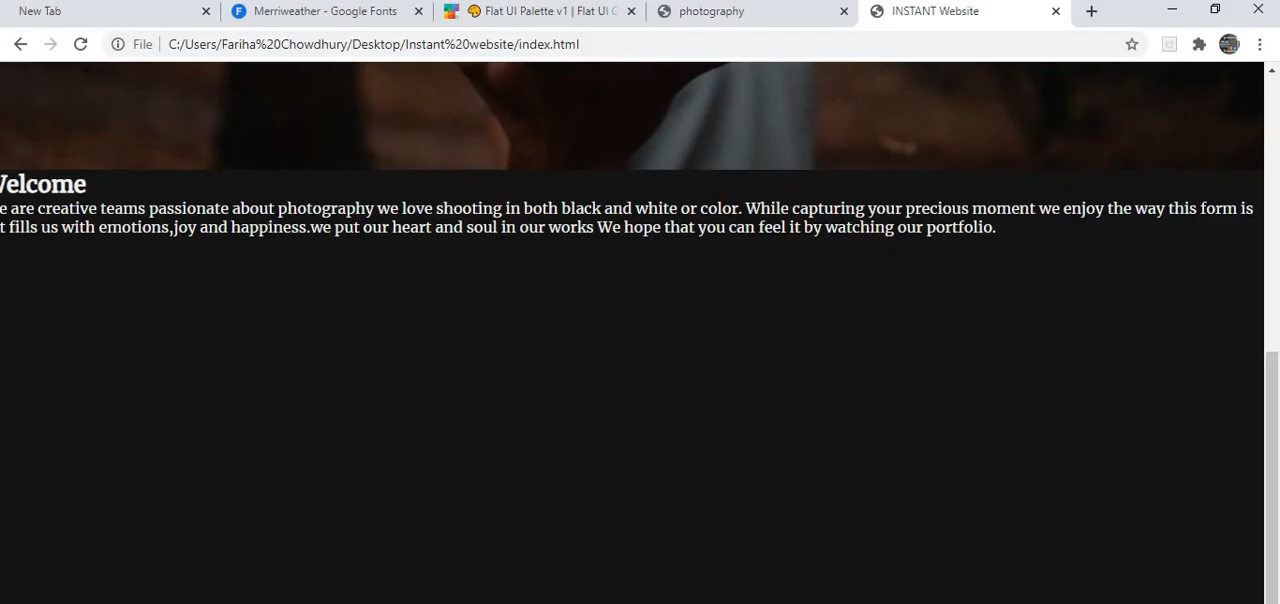 New Tab
Merriweather - Google Fonts
Flat UI Palette v1 | Flat UI C
photography
INSTANT Website
File
C:/Users/Fariha%20Chowdhury/Desktop/Instant%20website/index.html
Velcome
e are creative teams passionate about photography we love shooting in both black and white or color. While capturing your precious moment we enjoy the way this form is
t fills us with emotions,joy and happiness.we put our heart and soul in our works We hope that you can feel it by watching our portfolio.